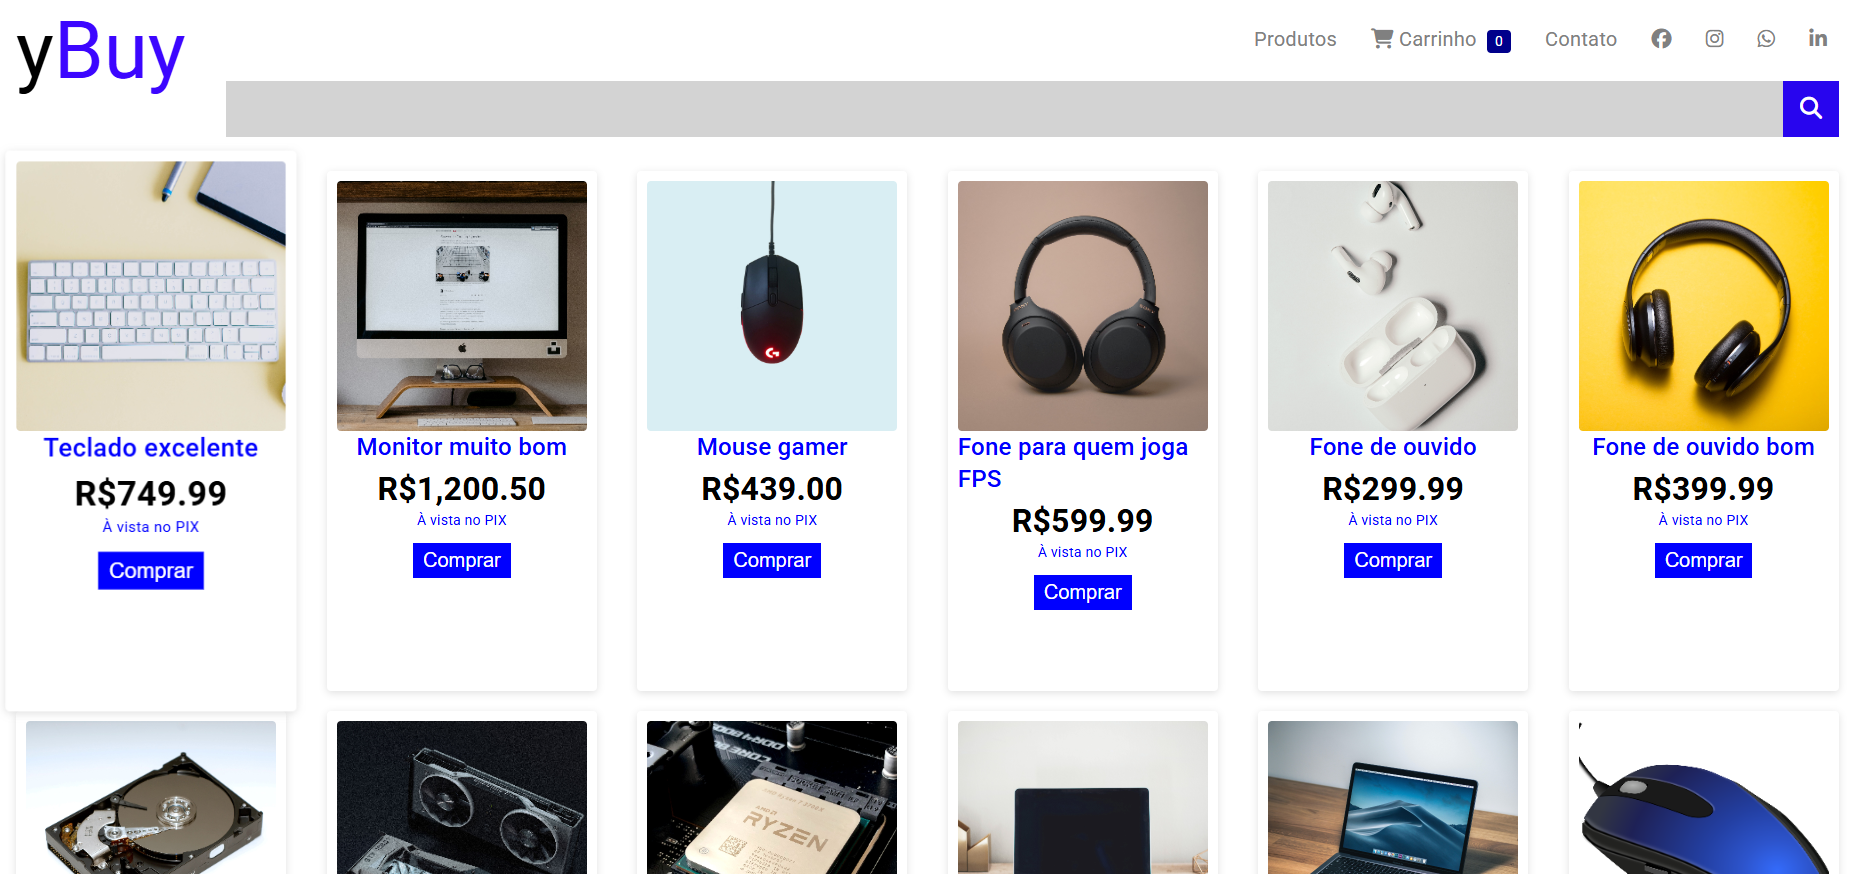 yBuy
Produtos Carrinho 0 Contato
Teclado excelente
R$749.99
À vista no PIX
Comprar
Monitor muito bom
R$1,200.50
À vista no PIX
Comprar
Mouse gamer
R$439.00
À vista no PIX
Comprar
Fone para quem joga
FPS
R$599.99
À vista no PIX
Comprar
Fone de ouvido
R$299.99
À vista no PIX
Comprar
Fone de ouvido bom
R$399.99
À vista no PIX
Comprar
RYZEN